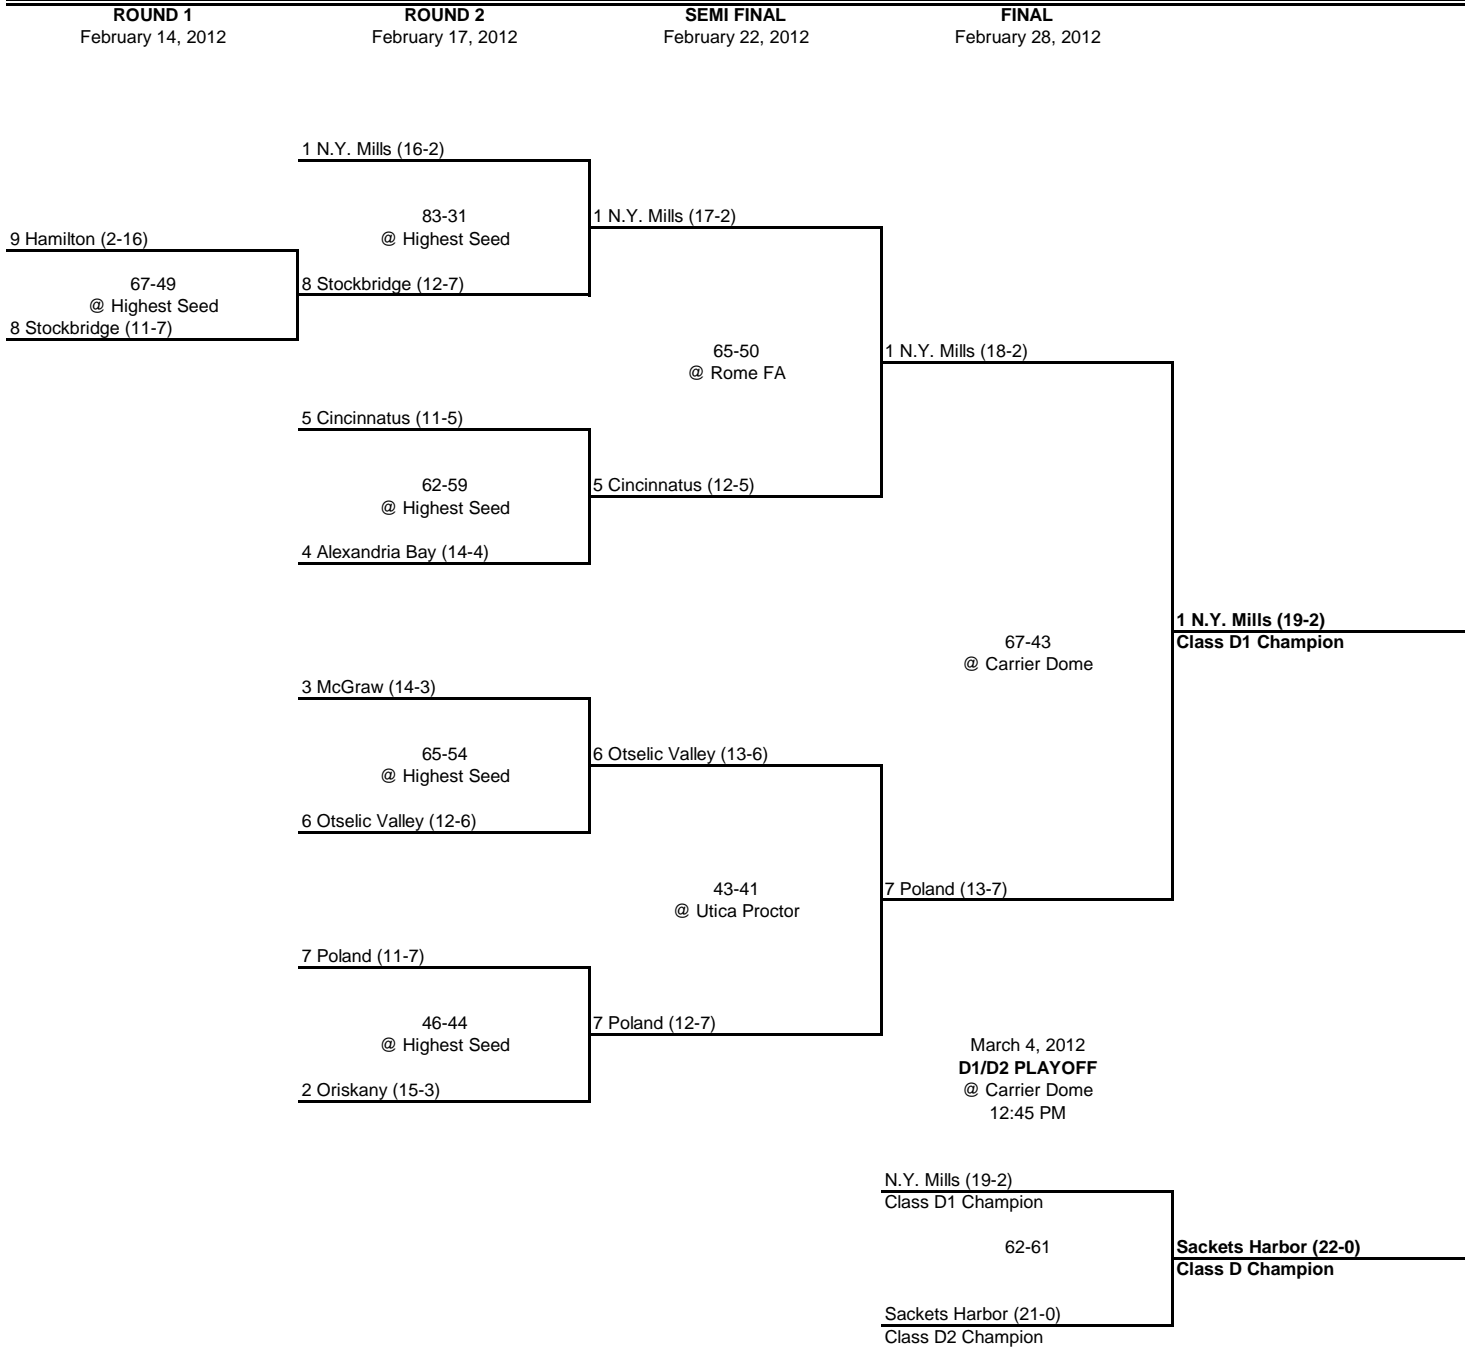 ROUND 1
February 14, 2012
ROUND 2
February 17, 2012
SEMI FINAL
February 22, 2012
FINAL
February 28, 2012
9 Hamilton (2-16)
67-49
@ Highest Seed
8 Stockbridge (11-7)
1 N.Y. Mills (16-2)
83-31
@ Highest Seed
8 Stockbridge (12-7)
5 Cincinnatus (11-5)
62-59
@ Highest Seed
4 Alexandria Bay (14-4)
3 McGraw (14-3)
65-54
@ Highest Seed
6 Otselic Valley (12-6)
7 Poland (11-7)
46-44
@ Highest Seed
2 Oriskany (15-3)
1 N.Y. Mills (17-2)
65-50
@ Rome FA
5 Cincinnatus (12-5)
6 Otselic Valley (13-6)
43-41
@ Utica Proctor
7 Poland (12-7)
1 N.Y. Mills (18-2)
67-43
@ Carrier Dome
7 Poland (13-7)
1 N.Y. Mills (19-2)
Class D1 Champion
March 4, 2012
D1/D2 PLAYOFF
@ Carrier Dome
12:45 PM
N.Y. Mills (19-2)
Class D1 Champion
62-61
Sackets Harbor (21-0)
Class D2 Champion
Sackets Harbor (22-0)
Class D Champion